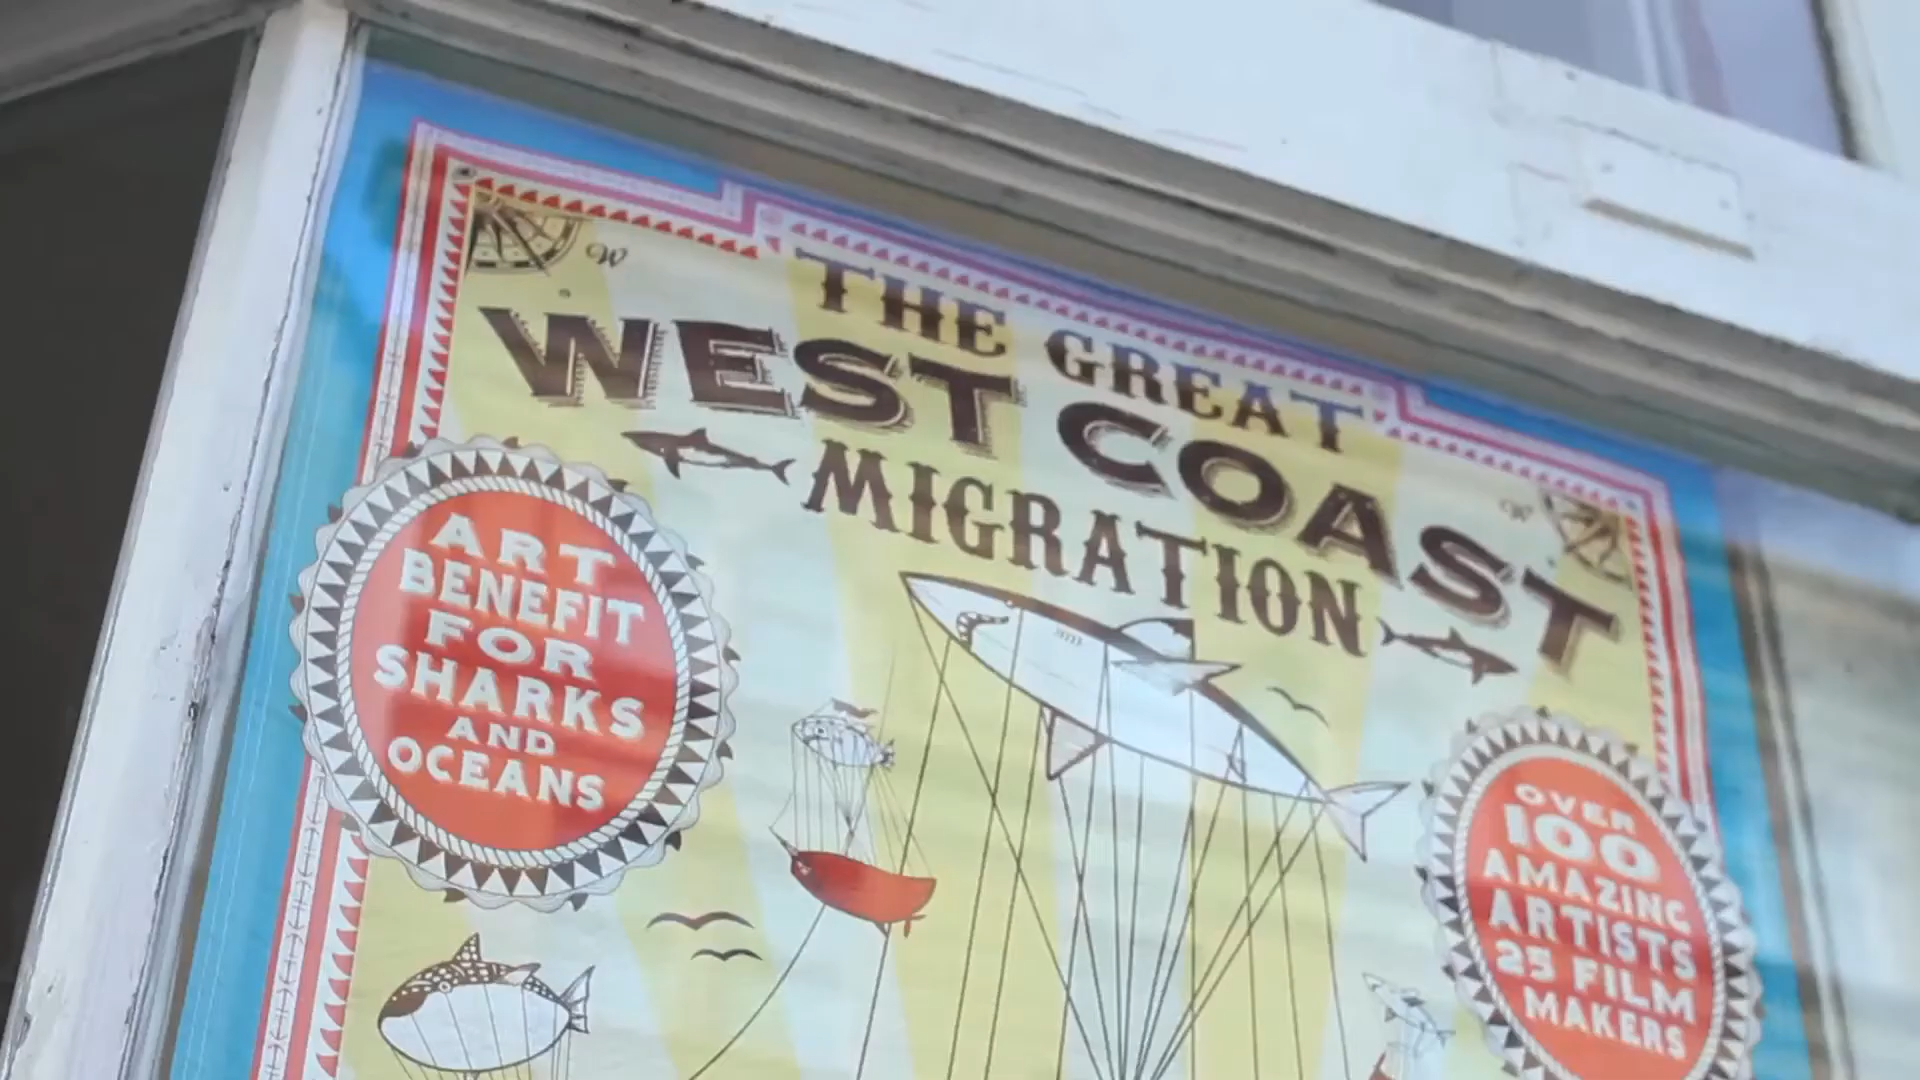 W
THE GREAT
WEST COAST
MIGRATION
W
ART
BENEFIT
FOR
SHARKS
AND
OCEANS
OVER
100
AMAZING
ARTISTS
25 FILM
MAKERS